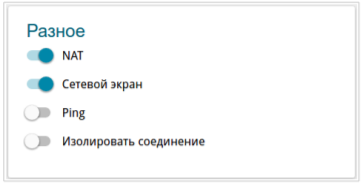 Разное
NAT
Сетевой экран
Ping
Изолировать соединение